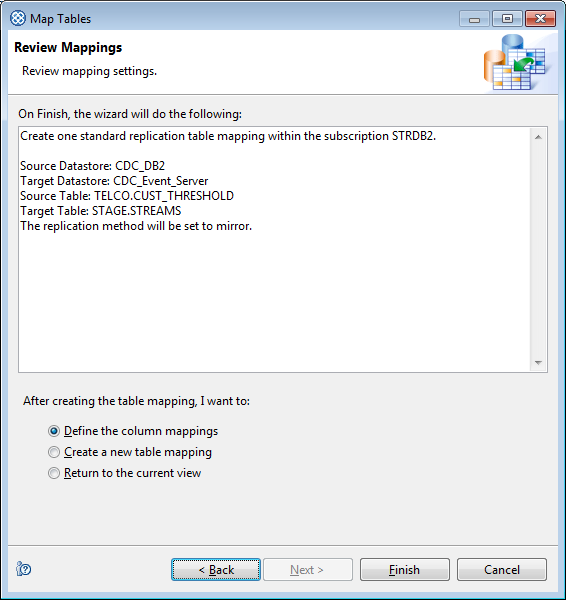 Map Tables
Review Mappings
Review mapping settings.
On Finish, the wizard will do the following:
Create one standard replication table mapping within the subscription STRDB2.
Source Datastore: CDC_DB2
Target Datastore: CDC_Event_Server
Source Table: TELCO.CUST_THRESHOLD
Target Table: STAGE.STREAMS
The replication method will be set to mirror.
After creating the table mapping, I want to:
Define the column mappings
Create a new table mapping
Return to the current view
< Back Next > Finish Cancel